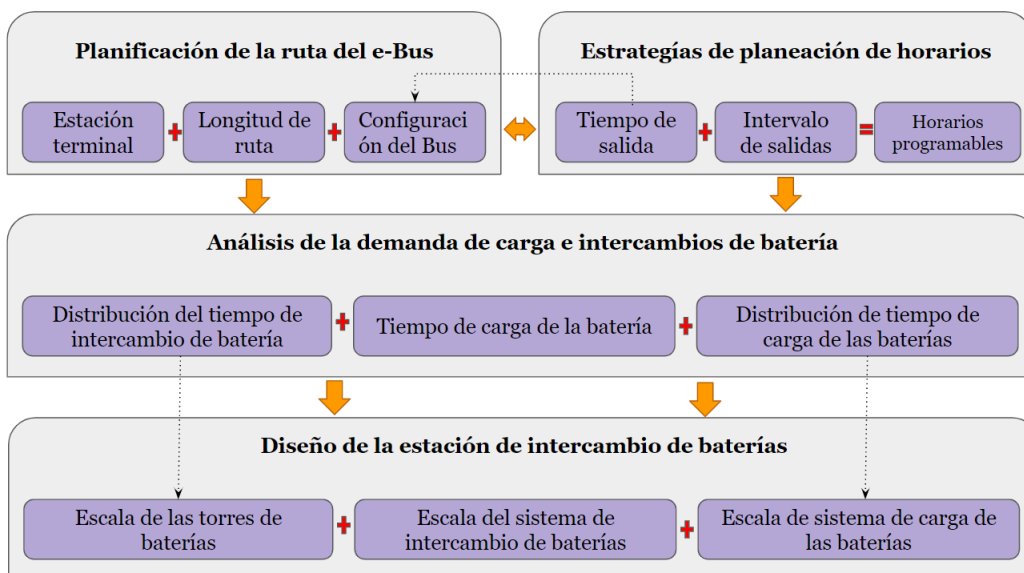 Planificación de la ruta del e-Bus
Estación
terminal
+
Longitud de
ruta
+
Configuraci
ón del Bus
Estrategías de planeación de horarios
Tiempo de
salida
+
Intervalo
de salidas
=
Horarios
programables
Análisis de la demanda de carga e intercambios de batería
Distribución del tiempo de
intercambio de batería
+
Tiempo de carga de la batería
+
Distribución de tiempo de
carga de las baterías
Diseño de la estación de intercambio de baterías
Escala de las torres de
baterías
+
Escala del sistema de
intercambio de baterías
+
Escala de sistema de carga de
las baterías